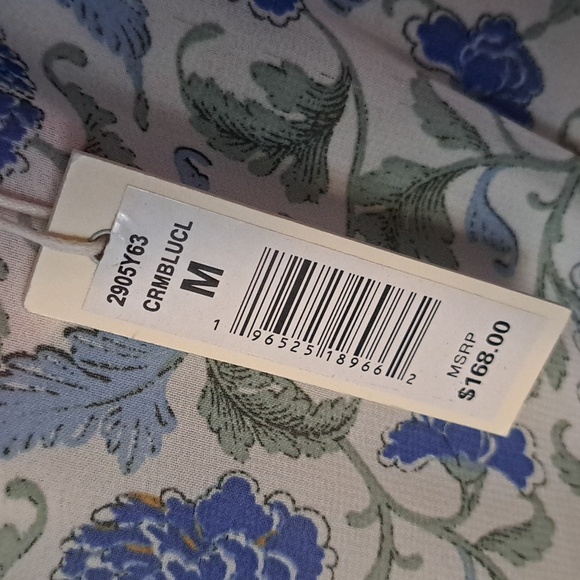 2905Y63
CRMBLUCL
M
1 96525 18966 2
MSRP
$168.00